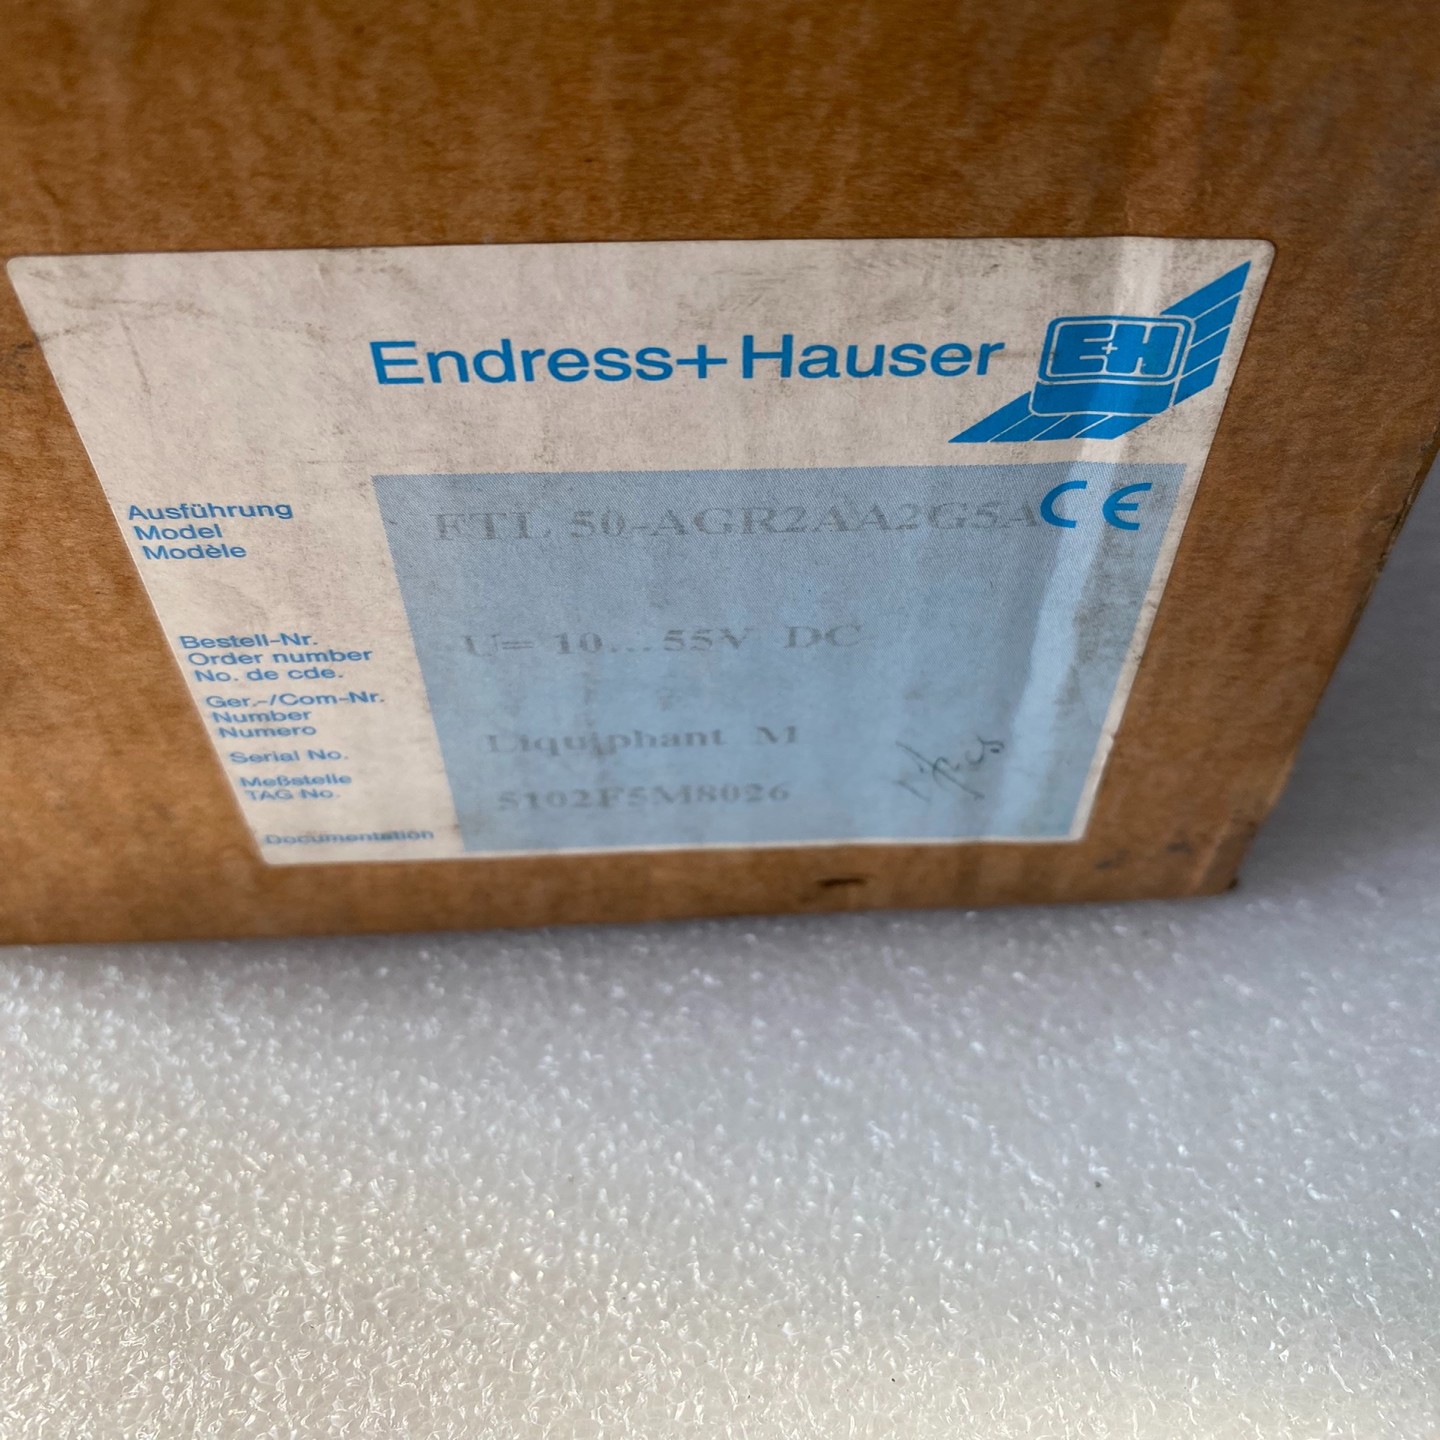 Endress+Hauser
E+H
Ausführung
Model
Modèle
FTL 50-AGR2AA2G5A
CE
Bestell-Nr.
Order number
No. de cde.
U= 10...55V DC
Ger.-/Com-Nr.
Number
Numero
Liquiphant M
Serial No.
Meßstelle
TAG No.
5102F5M8026
Documentation